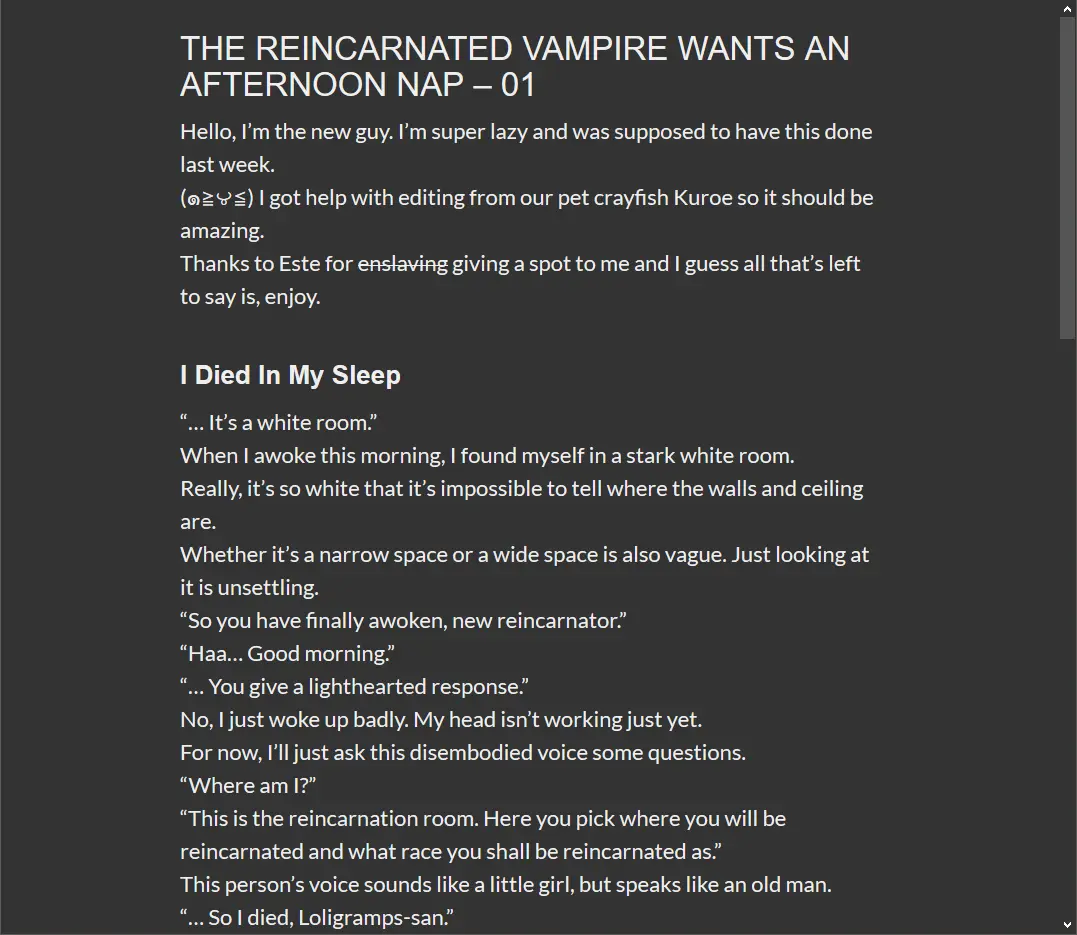 THE REINCARNATED VAMPIRE WANTS AN
AFTERNOON NAP – 01
Hello, I’m the new guy. I’m super lazy and was supposed to have this done
last week.
(๑≧౪≦) I got help with editing from our pet crayfish Kuroe so it should be
amazing.
Thanks to Este for enslaving giving a spot to me and I guess all that’s left
to say is, enjoy.
I Died In My Sleep
“… It’s a white room.”
When I awoke this morning, I found myself in a stark white room.
Really, it’s so white that it’s impossible to tell where the walls and ceiling
are.
Whether it’s a narrow space or a wide space is also vague. Just looking at
it is unsettling.
“So you have finally awoken, new reincarnator.”
“Haa… Good morning.”
“… You give a lighthearted response.”
No, I just woke up badly. My head isn’t working just yet.
For now, I’ll just ask this disembodied voice some questions.
“Where am I?”
“This is the reincarnation room. Here you pick where you will be
reincarnated and what race you shall be reincarnated as.”
This person’s voice sounds like a little girl, but speaks like an old man.
“… So I died, Loligramps-san.”